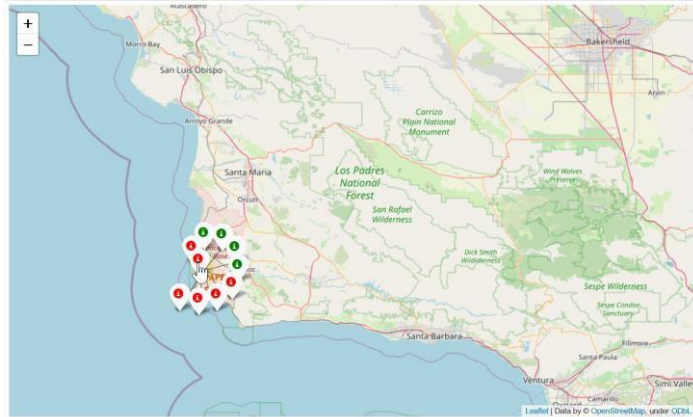 Atascadero
+
−
Morro Bay
San Luis Obispo
Bakersfield
Arvin
Carrizo
Plain National
Monument
Arroyo Grande
Santa Maria
Los Padres
National
Forest
Wind Wolves
Preserve
Orcutt
San Rafael
Wilderness
Dick Smith
Wilderness
Sespe Wilderness
Sespe Condor
Sanctuary
Santa Barbara
Fillmore
Santa Paula
Ventura
Simi Valley
Camarillo
Leaflet | Data by © OpenStreetMap, under ODbL